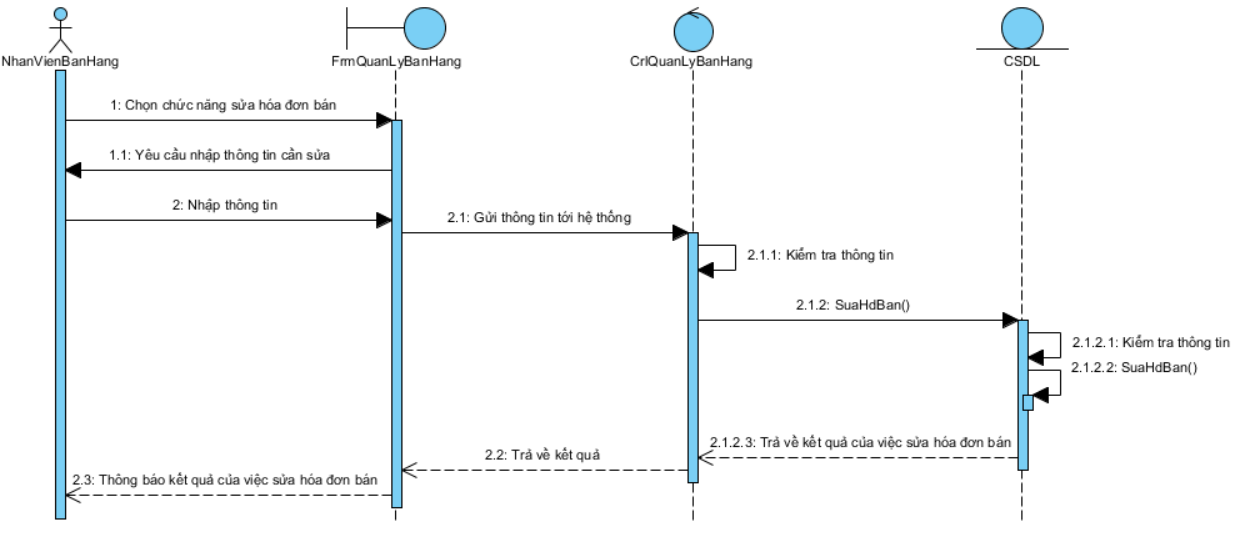 NhanVienBanHang
FrmQuanLyBanHang
CrlQuanLyBanHang
CSDL
1: Chọn chức năng sửa hóa đơn bán
1.1: Yêu cầu nhập thông tin cần sửa
2: Nhập thông tin
2.1: Gửi thông tin tới hệ thống
2.1.1: Kiểm tra thông tin
2.1.2: SuaHdBan()
2.1.2.1: Kiểm tra thông tin
2.1.2.2: SuaHdBan()
2.1.2.3: Trả về kết quả của việc sửa hóa đơn bán
2.2: Trả về kết quả
2.3: Thông báo kết quả của việc sửa hóa đơn bán